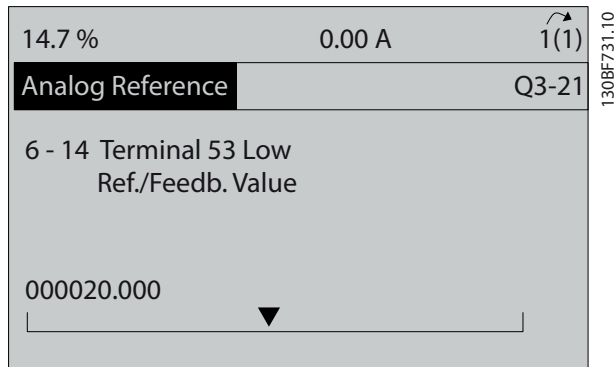 14.7 % 0.00 A 1(1)
Analog Reference Q3-21
6 - 14 Terminal 53 Low
Ref./Feedb. Value
000020.000
130BF731.10